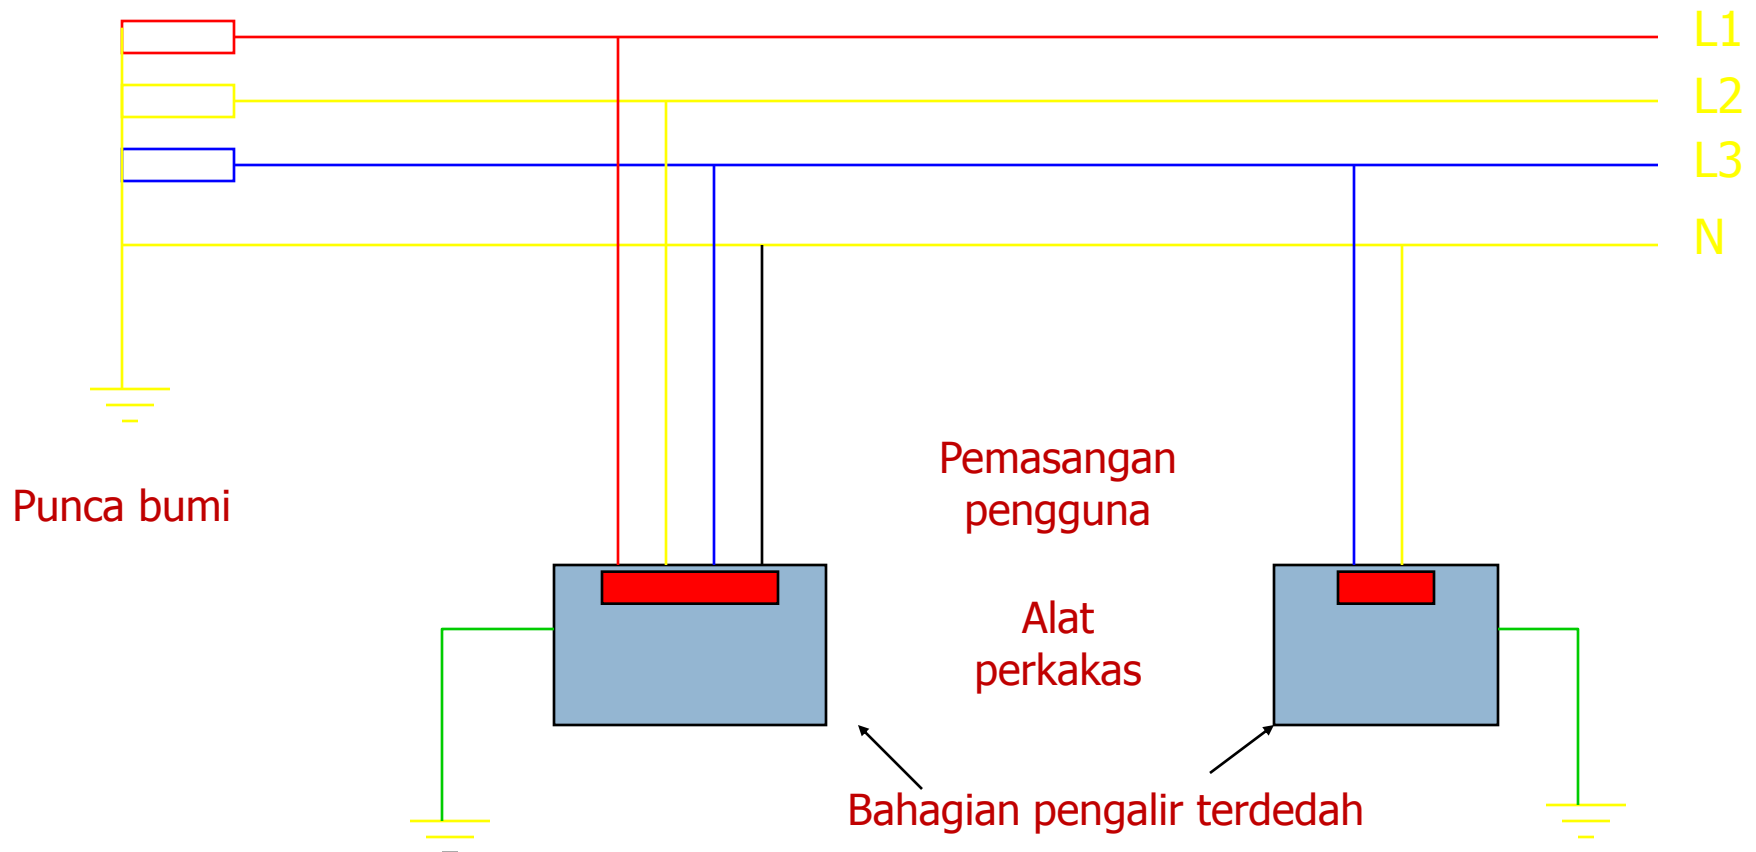 L1
L2
L3
N
Punca bumi
Pemasangan
pengguna
Alat
perkakas
Bahagian pengalir terdedah